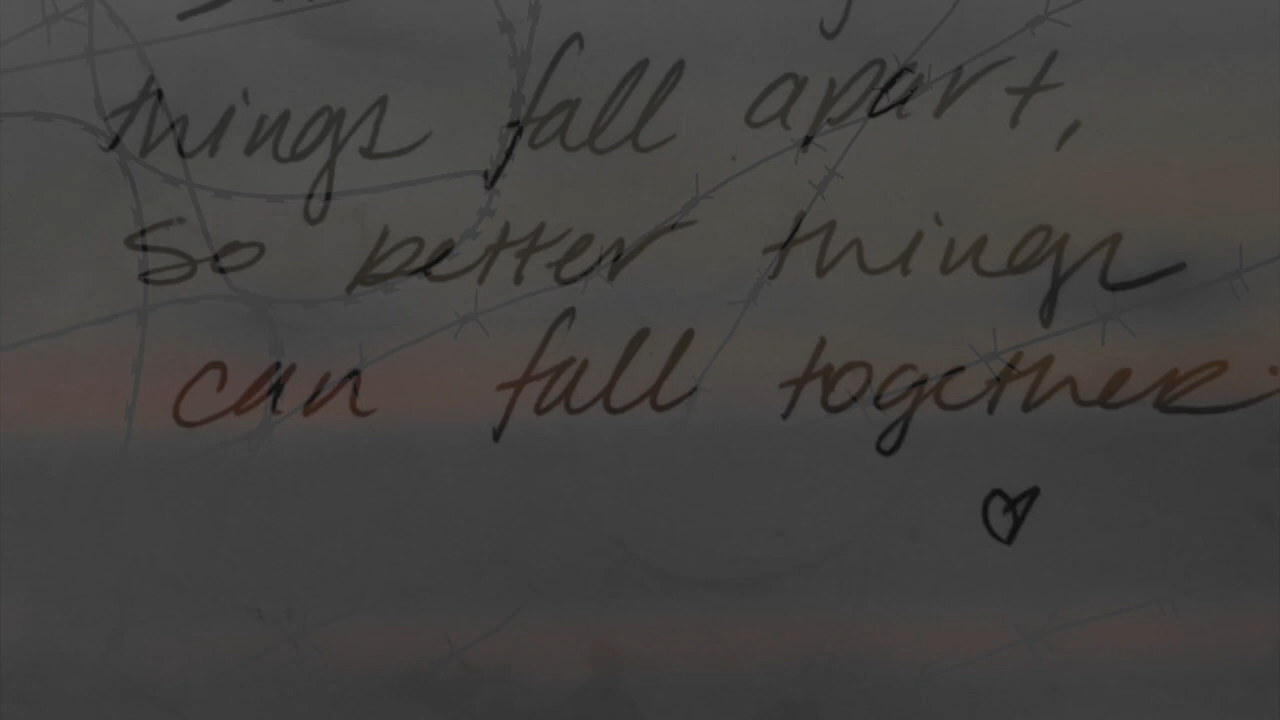 things fall apart,
so better things
can fall together.